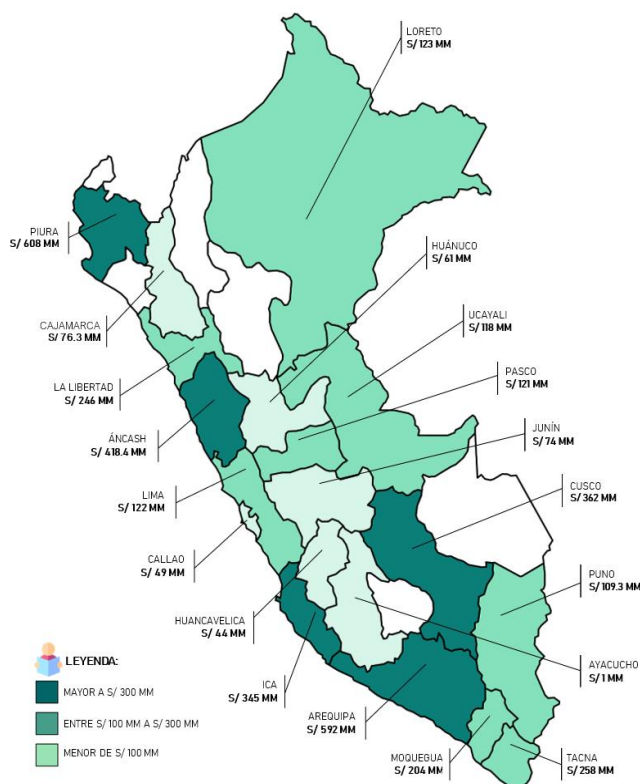 LORETO
S/ 123 MM
PIURA
S/ 608 MM
HUÁNUCO
S/ 61 MM
CAJAMARCA
S/ 76.3 MM
UCAYALI
S/ 118 MM
LA LIBERTAD
S/ 246 MM
PASCO
S/ 121 MM
ÁNCASH
S/ 418.4 MM
JUNÍN
S/ 74 MM
LIMA
S/ 122 MM
CUSCO
S/ 362 MM
CALLAO
S/ 49 MM
PUNO
S/ 109.3 MM
HUANCAVELICA
S/ 44 MM
AYACUCHO
S/ 1 MM
ICA
S/ 345 MM
AREQUIPA
S/ 592 MM
MOQUEGUA
S/ 204 MM
TACNA
S/ 258 MM
LEYENDA:
MAYOR A S/ 300 MM
ENTRE S/ 100 MM A S/ 300 MM
MENOR DE S/ 100 MM